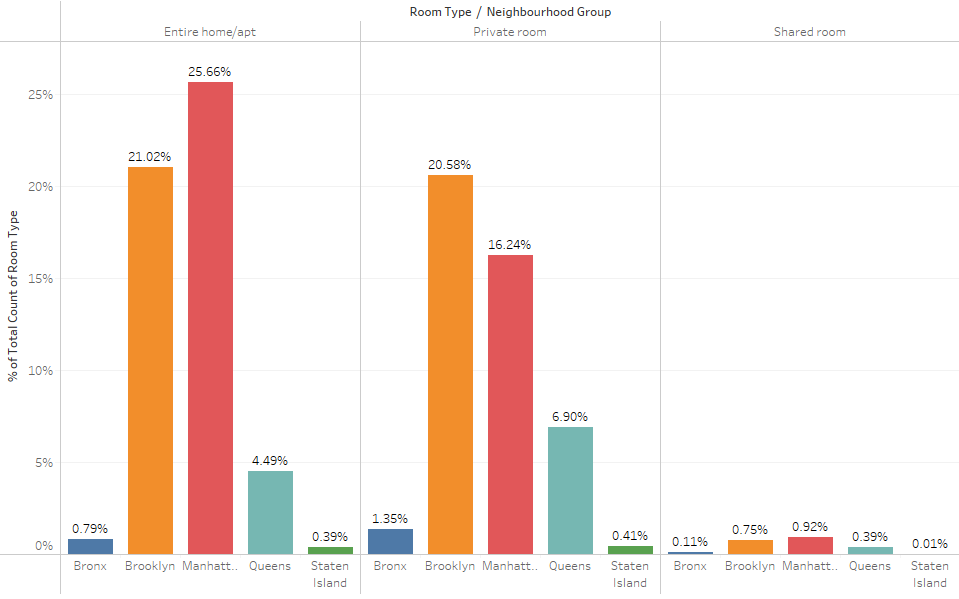 Room Type / Neighbourhood Group
Entire home/apt
Private room
Shared room
% of Total Count of Room Type
25%
20%
15%
10%
5%
0%
0.79%
21.02%
25.66%
4.49%
0.39%
1.35%
20.58%
16.24%
6.90%
0.41%
0.11%
0.75%
0.92%
0.39%
0.01%
Bronx
Brooklyn
Manhatt..
Queens
Staten
Island
Bronx
Brooklyn
Manhatt..
Queens
Staten
Island
Bronx
Brooklyn
Manhatt..
Queens
Staten
Island